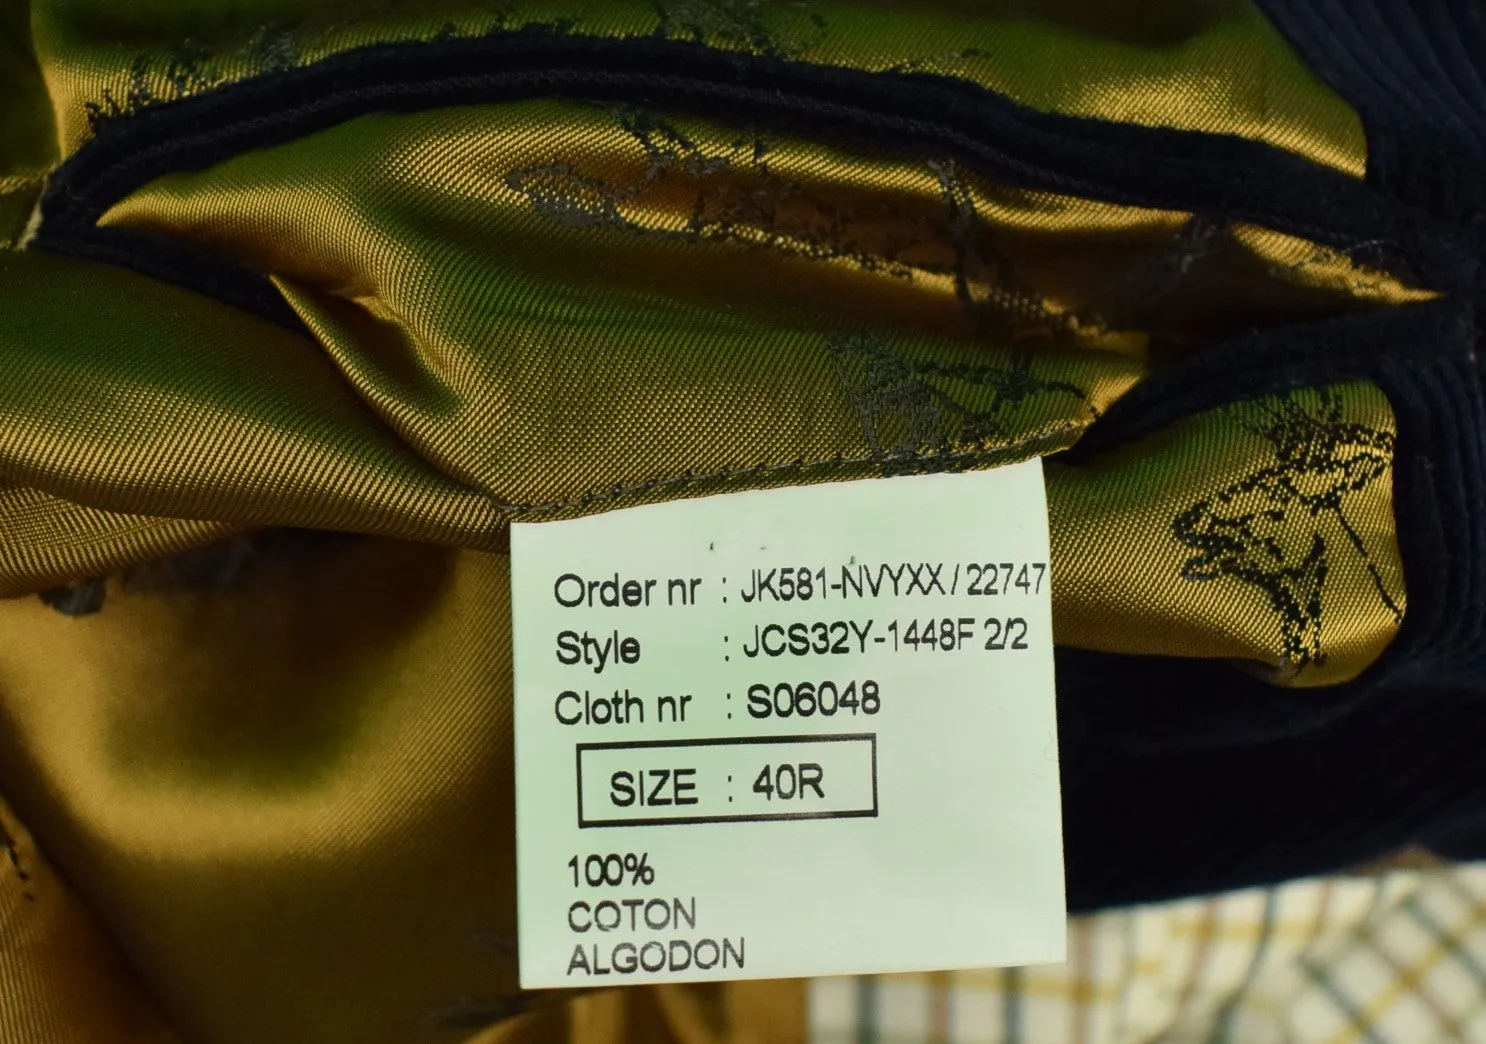 Order nr : JK581-NVYXX / 22747
Style : JCS32Y-1448F 2/2
Cloth nr : S06048
SIZE : 40R
100%
COTON
ALGODON